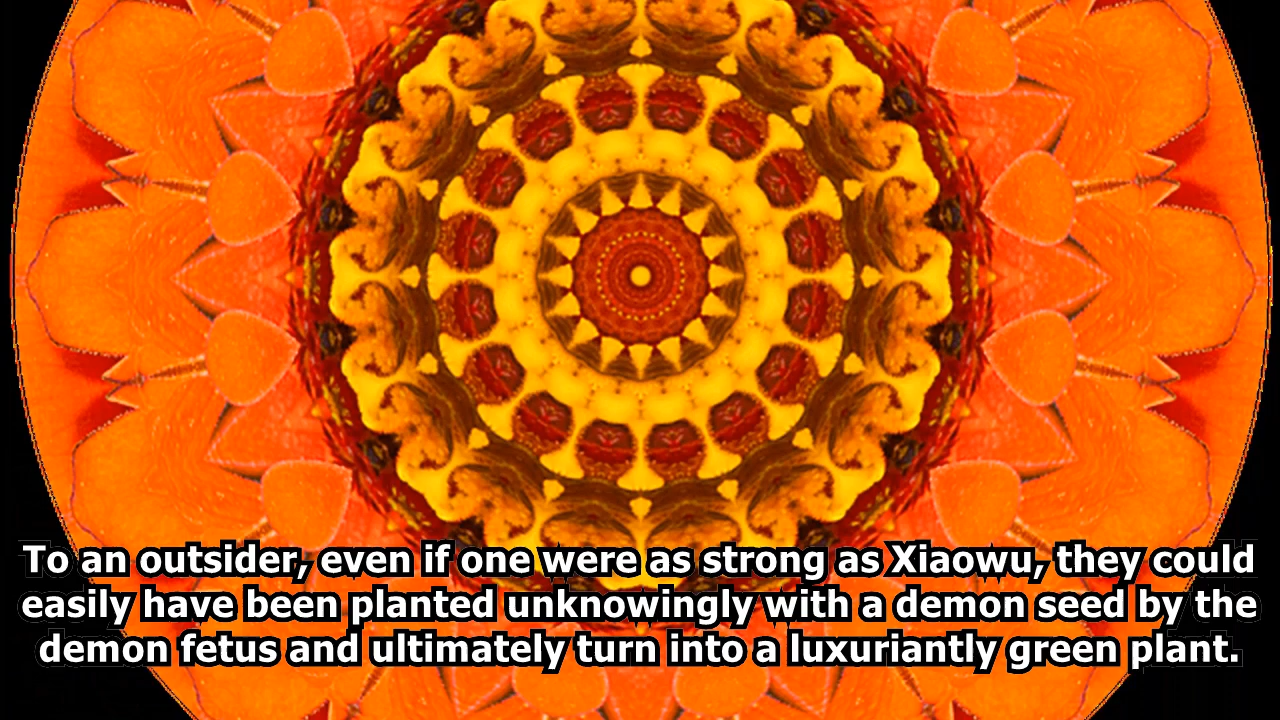 To an outsider, even if one were as strong as Xiaowu, they could
easily have been planted unknowingly with a demon seed by the
demon fetus and ultimately turn into a luxuriantly green plant.